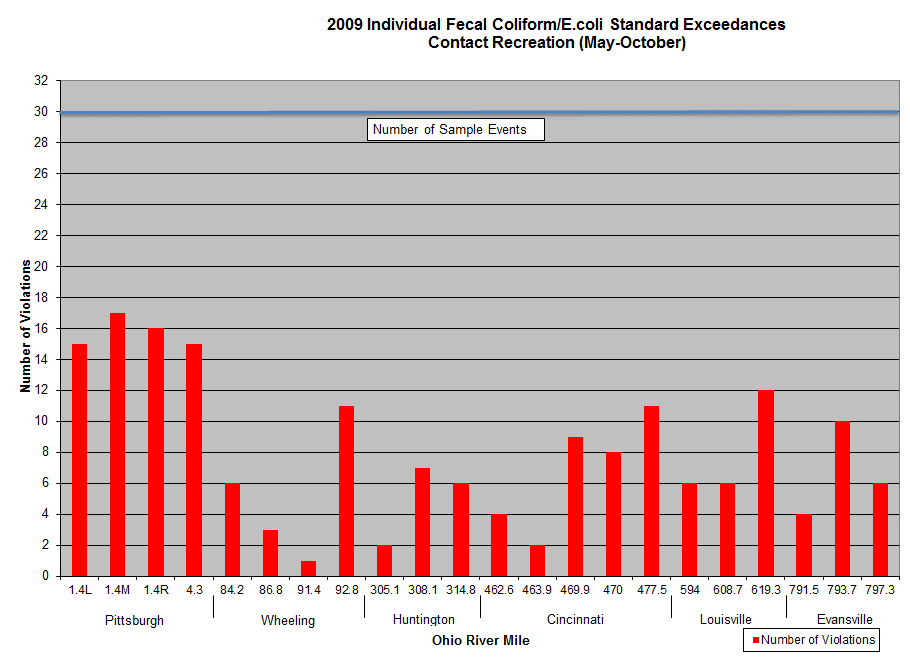 2009 Individual Fecal Coliform/E.coli Standard Exceedances
Contact Recreation (May-October)
32
30
Number of Sample Events
28
26
24
22
20
18
16
14
12
10
8
6
4
2
0
Number of Violations
1.4L 1.4M 1.4R 4.3 84.2 86.8 91.4 92.8 305.1 308.1 314.8 462.6 463.9 469.9 470 477.5 594 608.7 619.3 791.5 793.7 797.3
Pittsburgh Wheeling Huntington Cincinnati Louisville Evansville
Ohio River Mile
Number of Violations